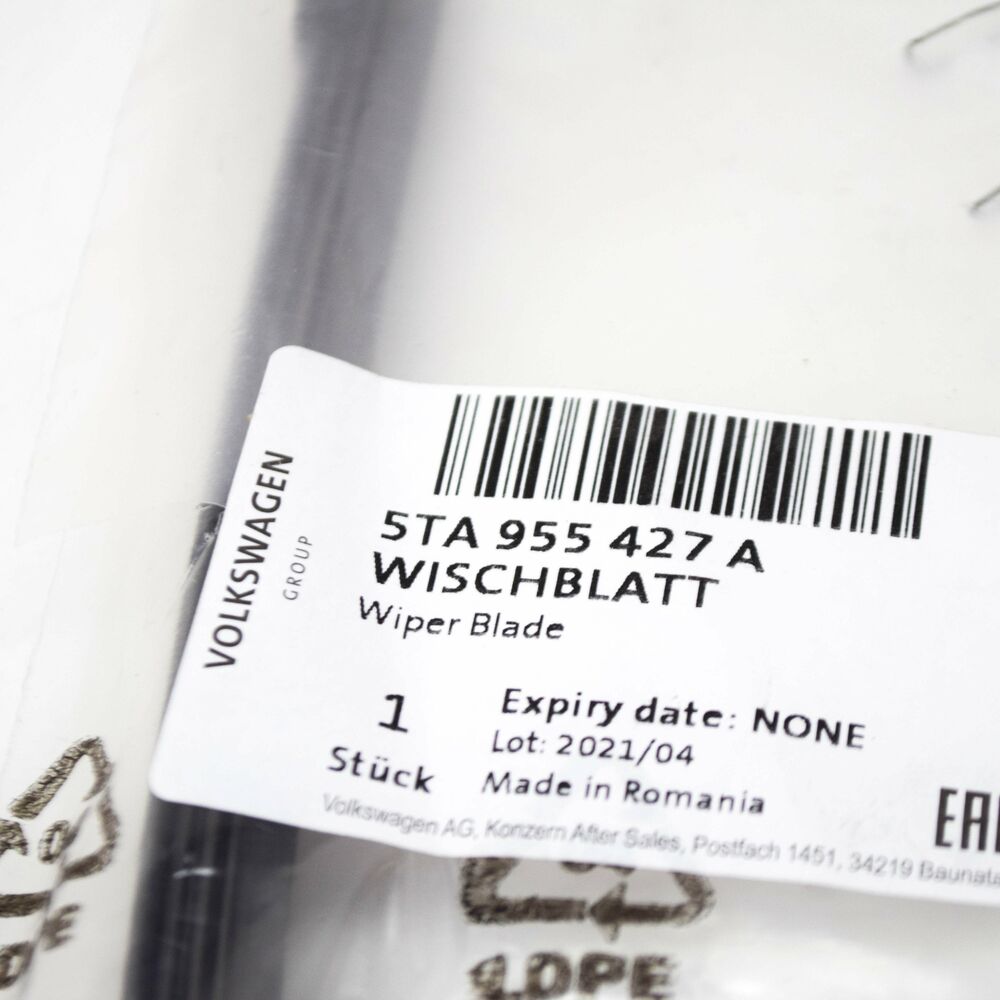 VOLKSWAGEN
GROUP
5TA 955 427 A
WISCHBLATT
Wiper Blade
1
Stück
Expiry date: NONE
Lot: 2021/04
Made in Romania
Volkswagen AG, Konzern After Sales, Postfach 1451, 34219
LDPE